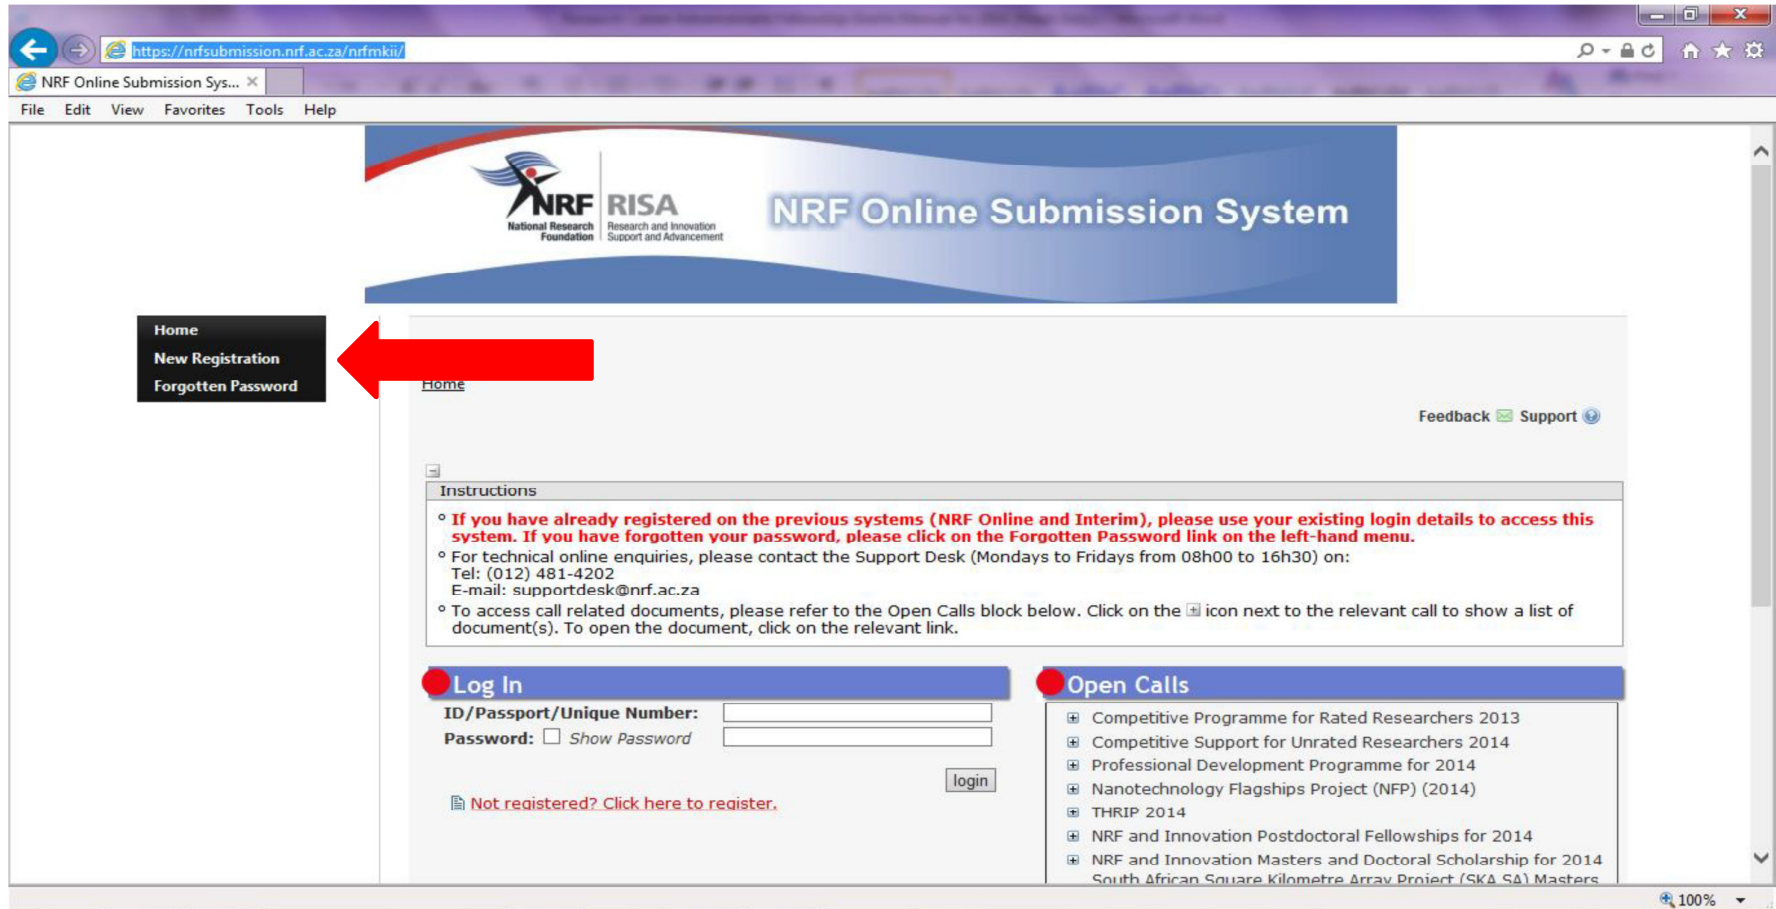 https://nrfsubmission.nrf.ac.za/nrfmkii/
NRF Online Submission Sys...
File Edit View Favorites Tools Help
NRF
National Research
Foundation
RISA
Research and Innovation
Support and Advancement
NRF Online Submission System
Home
New Registration
Forgotten Password
Home
Feedback Support
Instructions
If you have already registered on the previous systems (NRF Online and Interim), please use your existing login details to access this
system. If you have forgotten your password, please click on the Forgotten Password link on the left-hand menu.
For technical online enquiries, please contact the Support Desk (Mondays to Fridays from 08h00 to 16h30) on:
Tel: (012) 481-4202
E-mail: supportdesk@nrf.ac.za
To access call related documents, please refer to the Open Calls block below. Click on the icon next to the relevant call to show a list of
document(s). To open the document, click on the relevant link.
Log In
ID/Passport/Unique Number:
Password: Show Password
login
Not registered? Click here to register.
Open Calls
Competitive Programme for Rated Researchers 2013
Competitive Support for Unrated Researchers 2014
Professional Development Programme for 2014
Nanotechnology Flagships Project (NFP) (2014)
THRIP 2014
NRF and Innovation Postdoctoral Fellowships for 2014
NRF and Innovation Masters and Doctoral Scholarship for 2014
South African Square Kilometre Array Project (SKA SA) Masters
100%